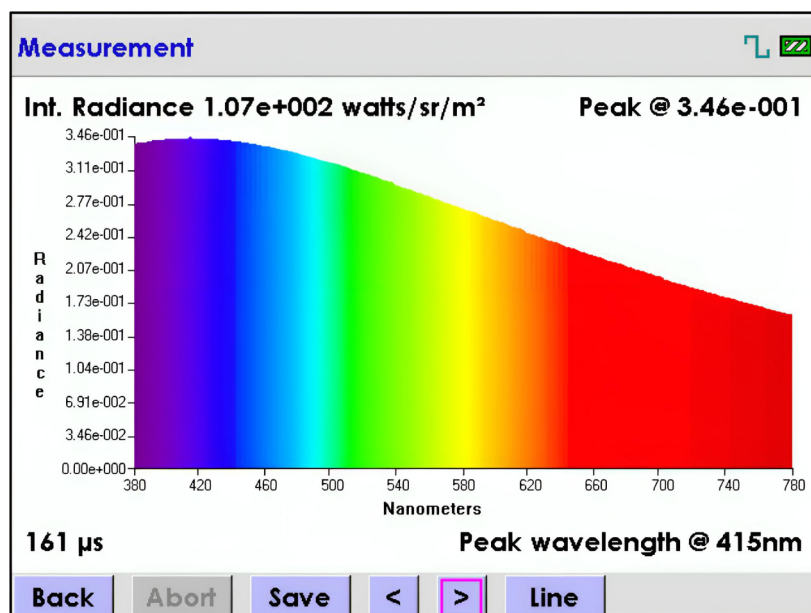 Measurement
Int. Radiance 1.07e+002 watts/sr/m² Peak @ 3.46e-001
3.46e-001
3.11e-001
2.77e-001
2.42e-001
2.07e-001
1.73e-001
1.38e-001
1.04e-001
6.91e-002
3.46e-002
0.00e+000
Radiance
380 420 460 500 540 580 620 660 700 740 780
Nanometers
161 µs Peak wavelength @ 415nm
Back Abort Save < > Line